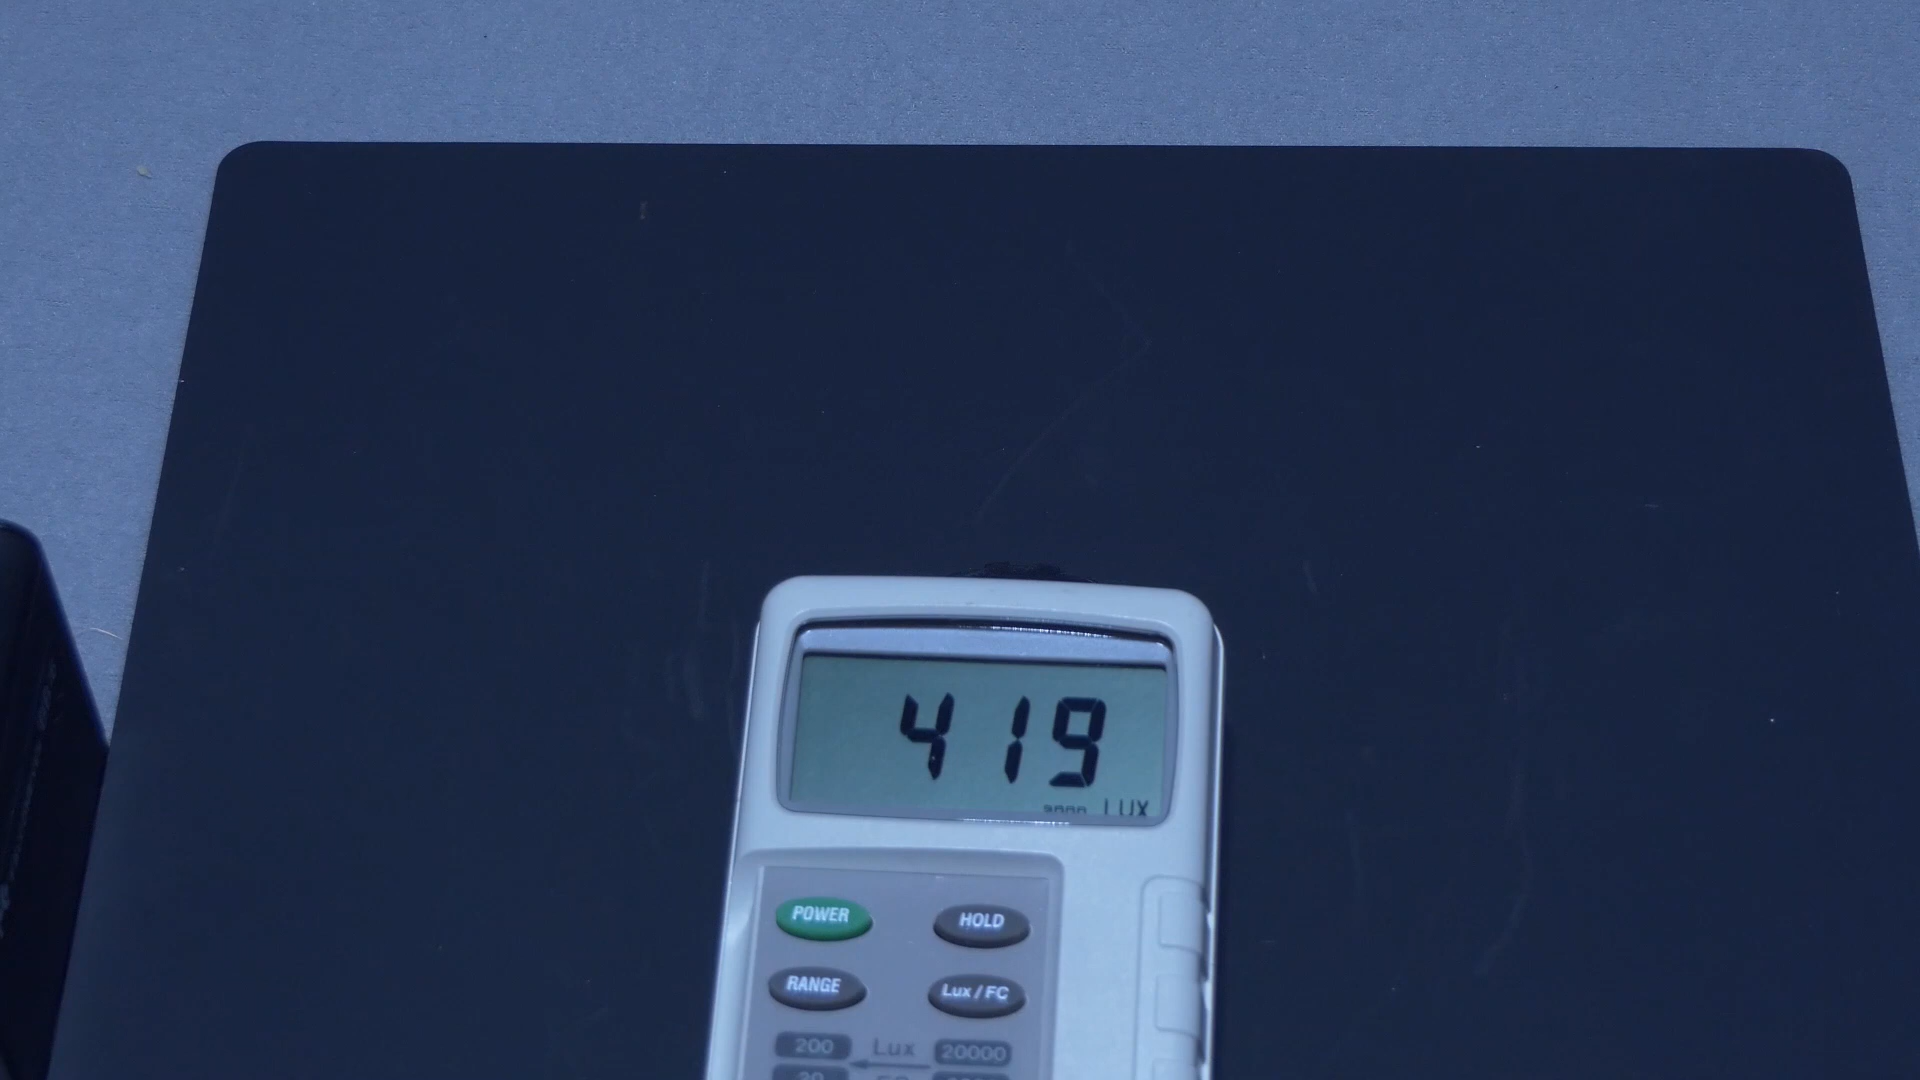 419
LUX
POWER HOLD
RANGE Lux/FC
200 Lux 20000